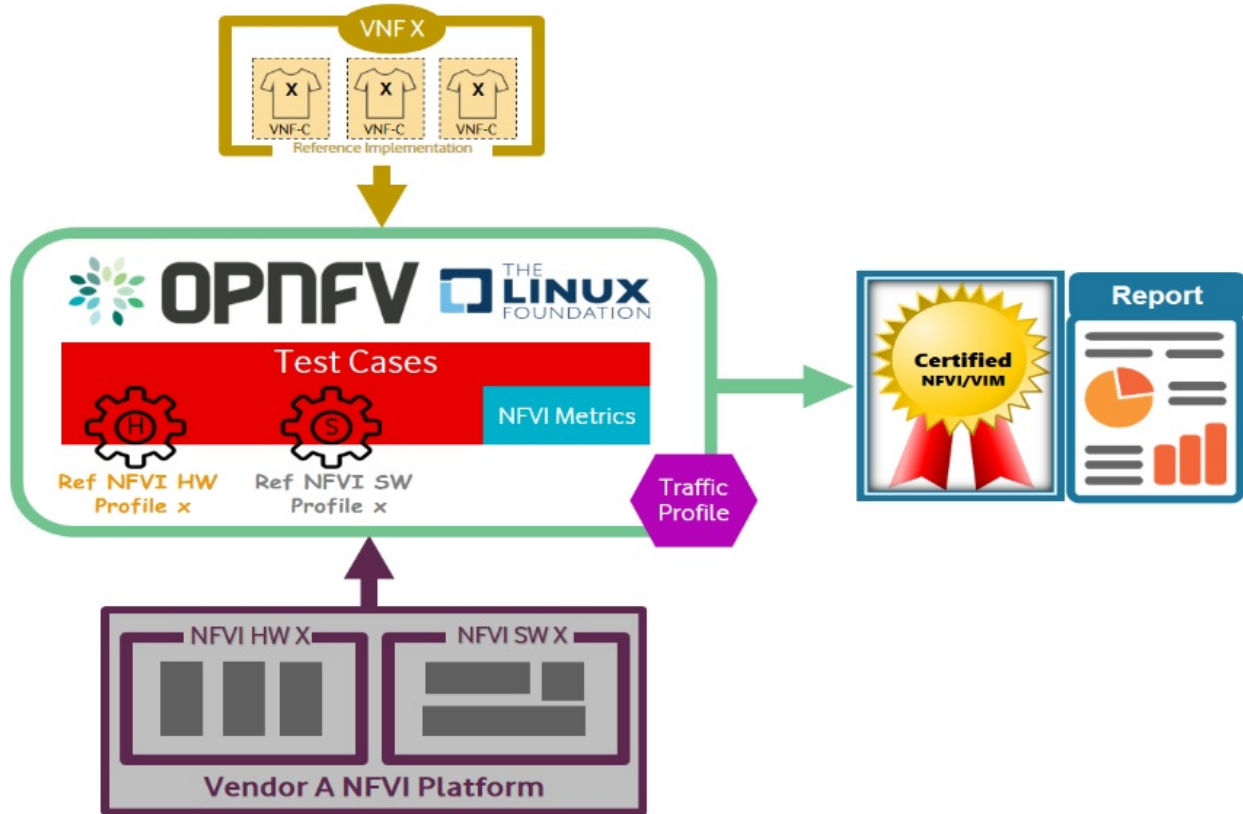 VNF X
X
X
X
VNF-C
VNF-C
VNF-C
Reference Implementation
OPNFV
THE
LINUX
FOUNDATION
Test Cases
H
S
NFVI Metrics
Ref NFVI HW
Profile x
Ref NFVI SW
Profile x
Traffic
Profile
Certified
NFVI/VIM
Report
NFVI HW X
NFVI SW X
Vendor A NFVI Platform